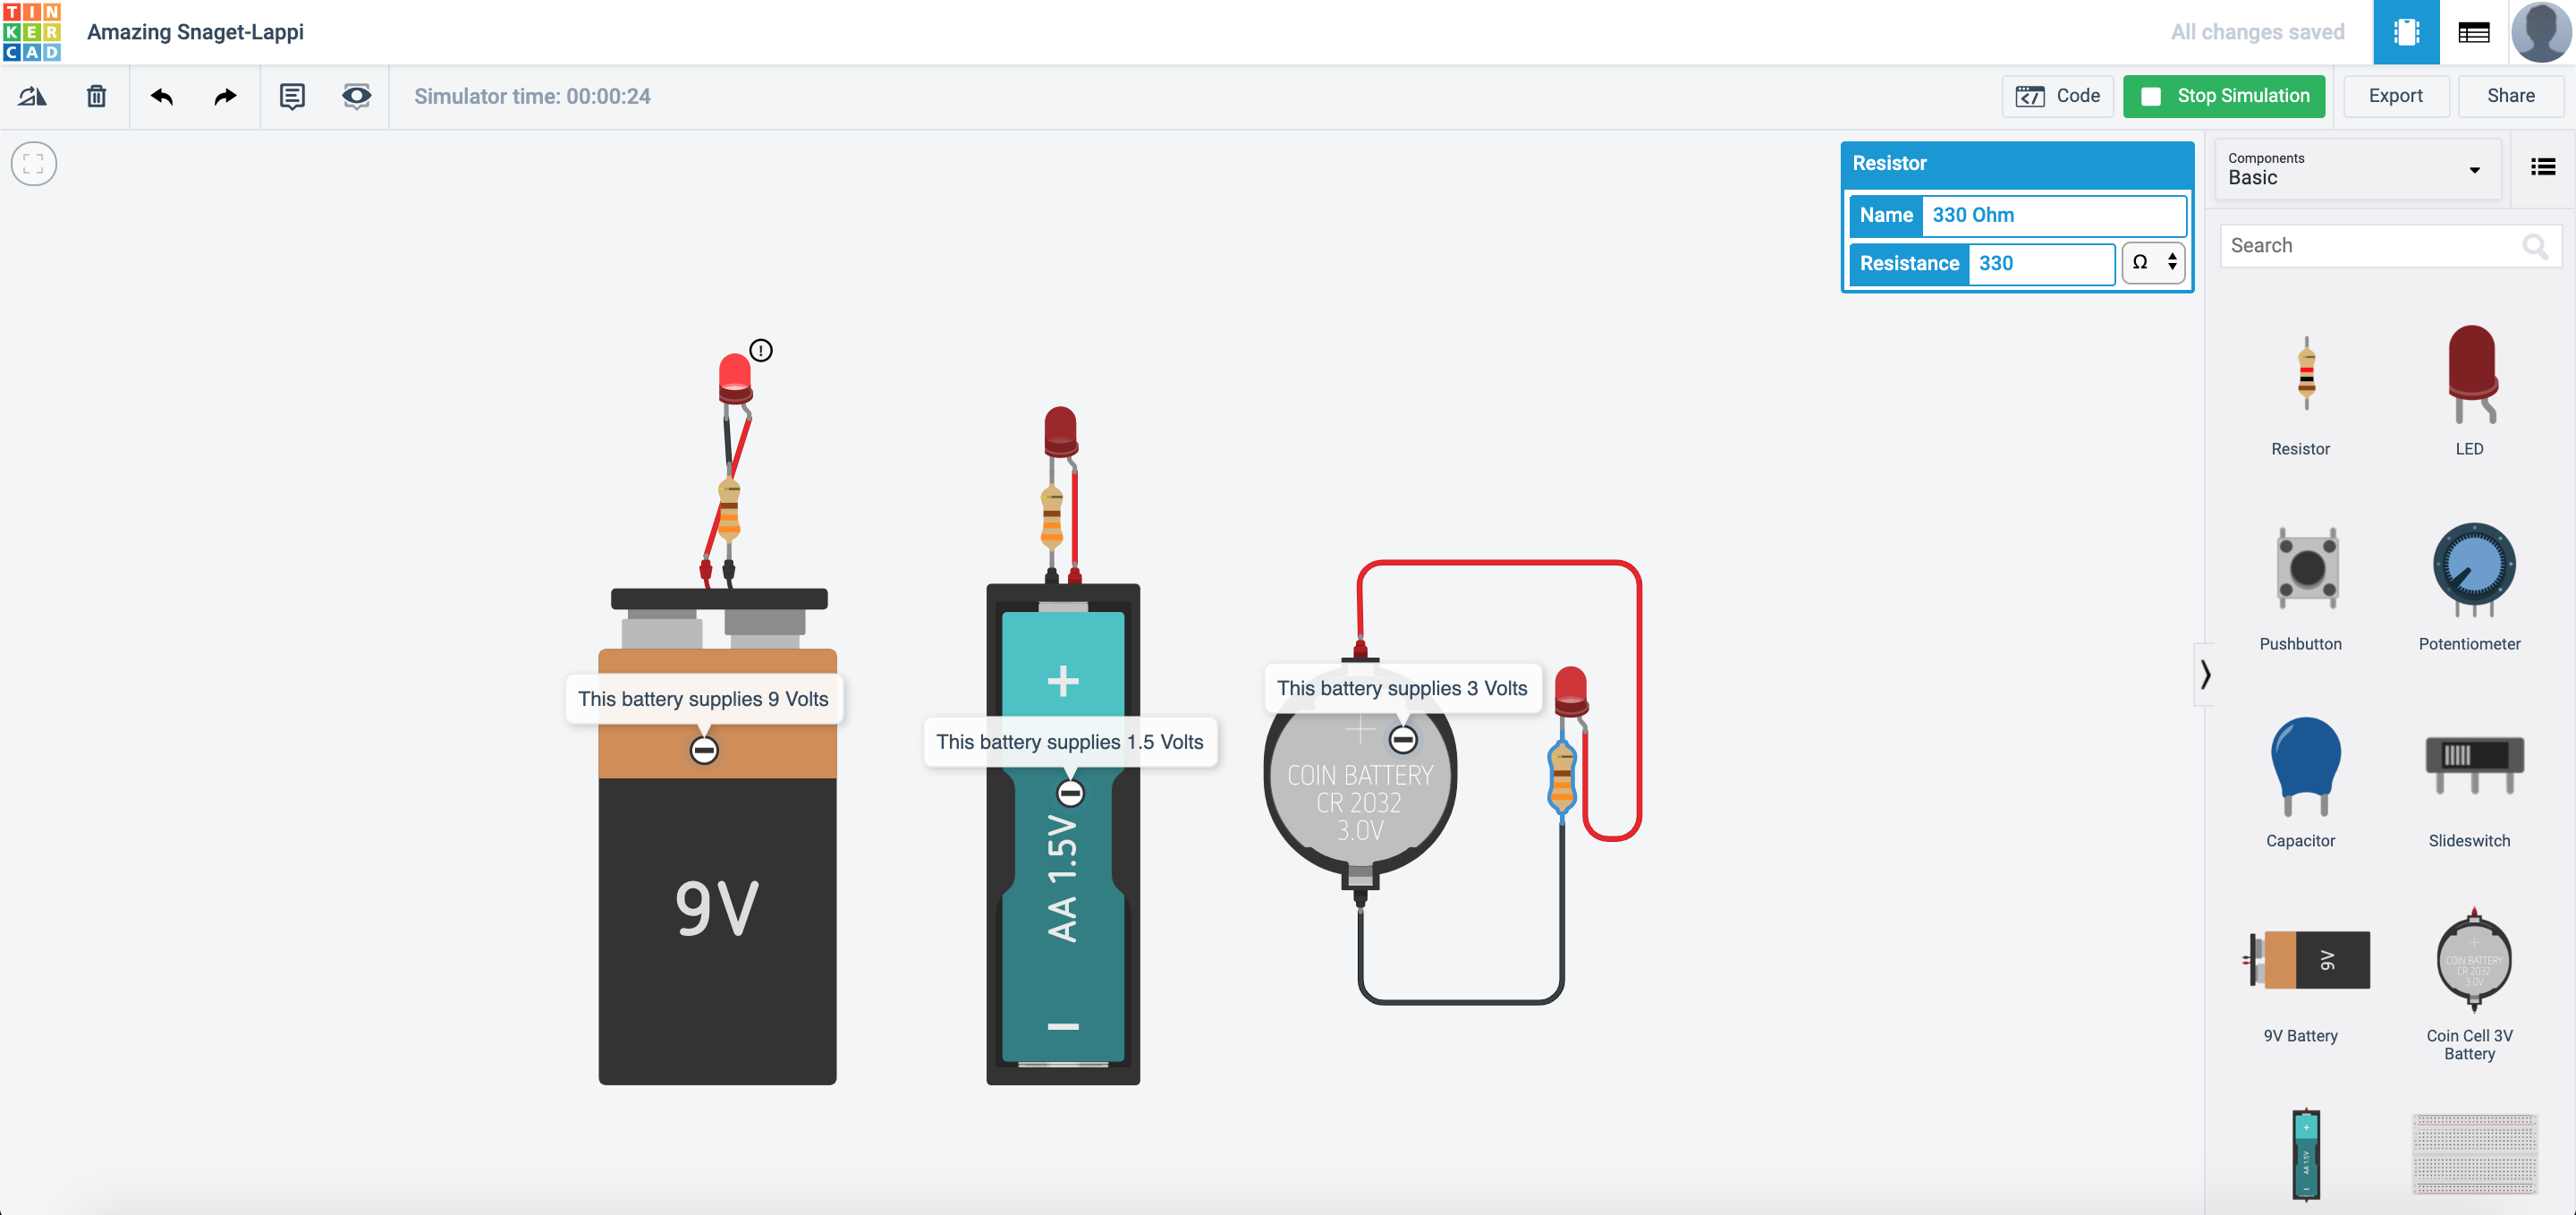 TIN
KER
CAD
Amazing Snaget-Lappi
All changes saved
Simulator time: 00:00:24
Code
Stop Simulation
Export
Share
Resistor
Name 330 Ohm
Resistance 330 Ω
Components
Basic
Search
Resistor
LED
Pushbutton
Potentiometer
Capacitor
Slideswitch
9V
COIN BATTERY
CR 2032
3.0V
9V Battery
Coin Cell 3V
Battery
+
AA 1.5V
−
!
This battery supplies 9 Volts
9V
+
This battery supplies 1.5 Volts
AA 1.5V
−
This battery supplies 3 Volts
+
COIN BATTERY
CR 2032
3.0V